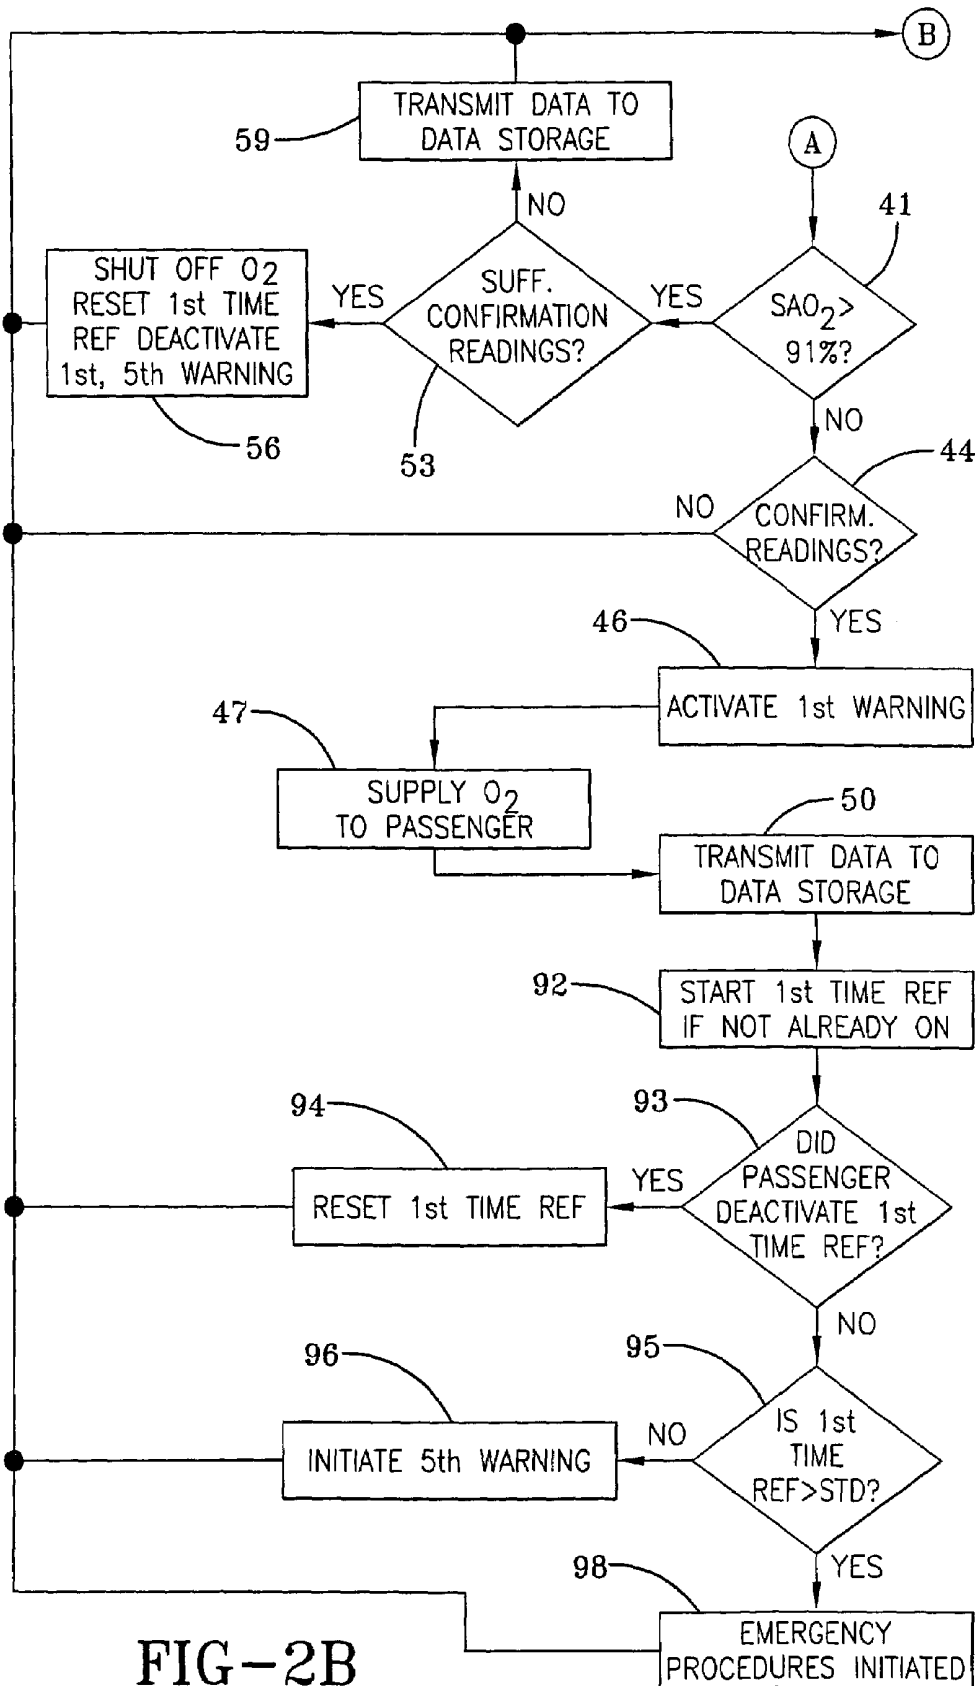 B
TRANSMIT DATA TO
DATA STORAGE
59
A
NO
41
SHUT OFF O2
RESET 1st TIME
REF DEACTIVATE
1st, 5th WARNING
YES
SUFF.
CONFIRMATION
READINGS?
YES
SAO2>
91%?
56
53
NO
44
NO
CONFIRM.
READINGS?
YES
46
ACTIVATE 1st WARNING
47
SUPPLY O2
TO PASSENGER
50
TRANSMIT DATA TO
DATA STORAGE
92
START 1st TIME REF
IF NOT ALREADY ON
94
93
RESET 1st TIME REF
YES
DID
PASSENGER
DEACTIVATE 1st
TIME REF?
NO
96
95
INITIATE 5th WARNING
NO
IS 1st
TIME
REF>STD?
YES
98
EMERGENCY
PROCEDURES INITIATED
FIG-2B